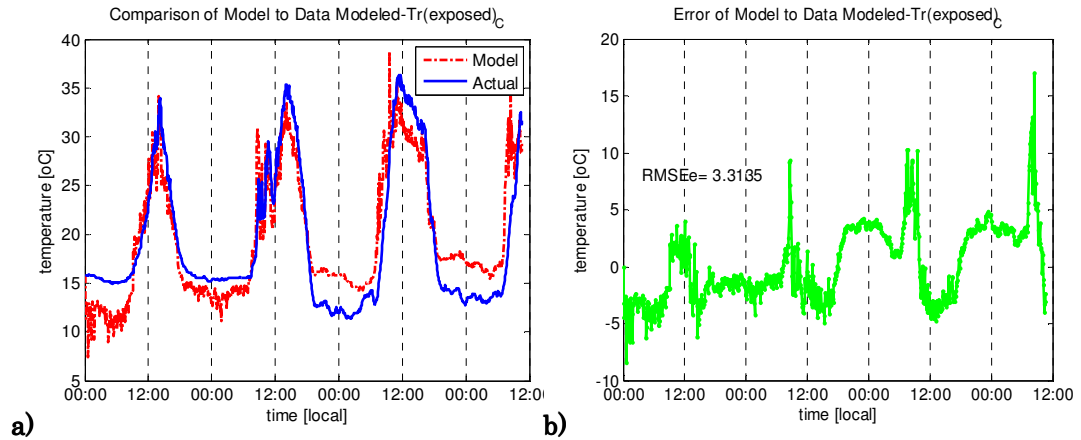 Comparison of Model to Data Modeled-Tr(exposed)C
40
35
30
25
20
15
10
5
temperature [oC]
Model
Actual
00:00 12:00 00:00 12:00 00:00 12:00 00:00 12:00
time [local]
a)
Error of Model to Data Modeled-Tr(exposed)C
20
15
10
5
0
-5
-10
temperature [oC]
RMSEe= 3.3135
00:00 12:00 00:00 12:00 00:00 12:00 00:00 12:00
time [local]
b)